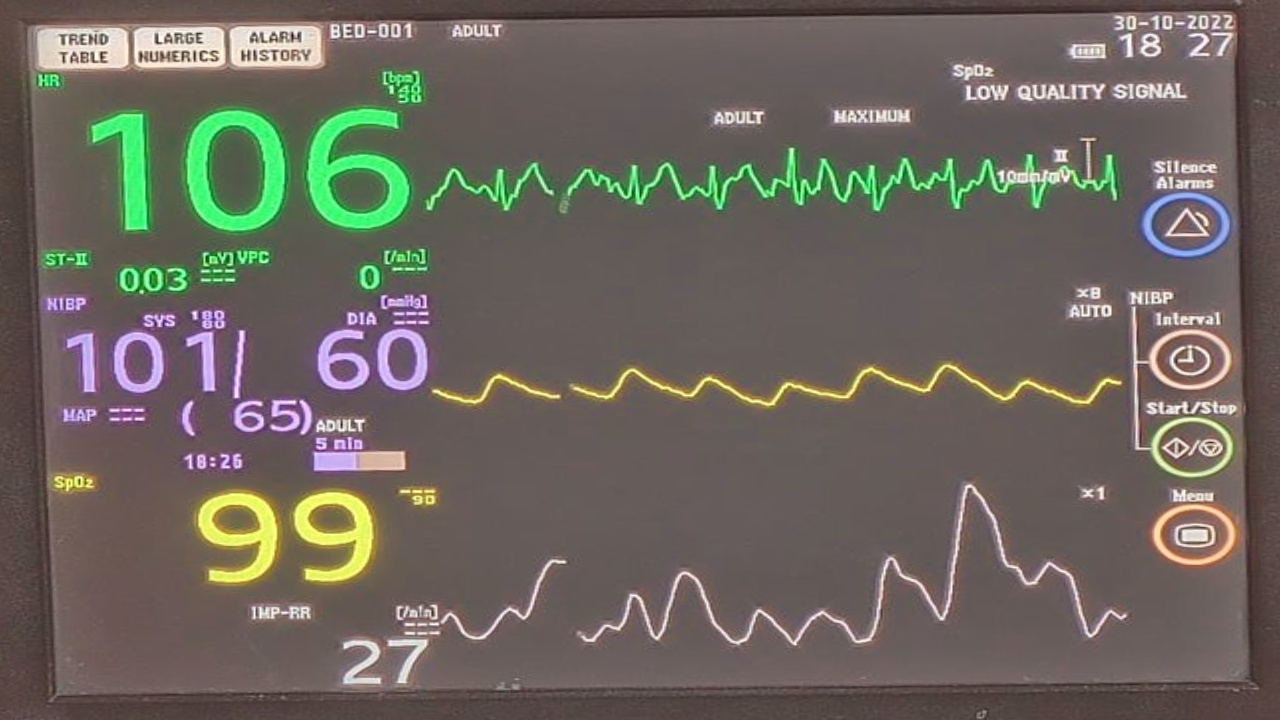 TREND TABLE
LARGE NUMERICS
ALARM HISTORY
BED-001 ADULT
30-10-2022
18 27
HR [bpm]
140
50
106
SpO2
LOW QUALITY SIGNAL
ADULT MAXIMUM
II
10mm/mV
Silence
Alarms
ST-II [mV] VPC [/min]
0.03 0
NIBP [mmHg]
SYS 180
80
DIA
101/ 60
MAP ( 65)
ADULT
5 min
18:26
×8
AUTO
NIBP
Interval
Start/Stop
SpO2
90
99
×1
Menu
IMP-RR [/min]
27